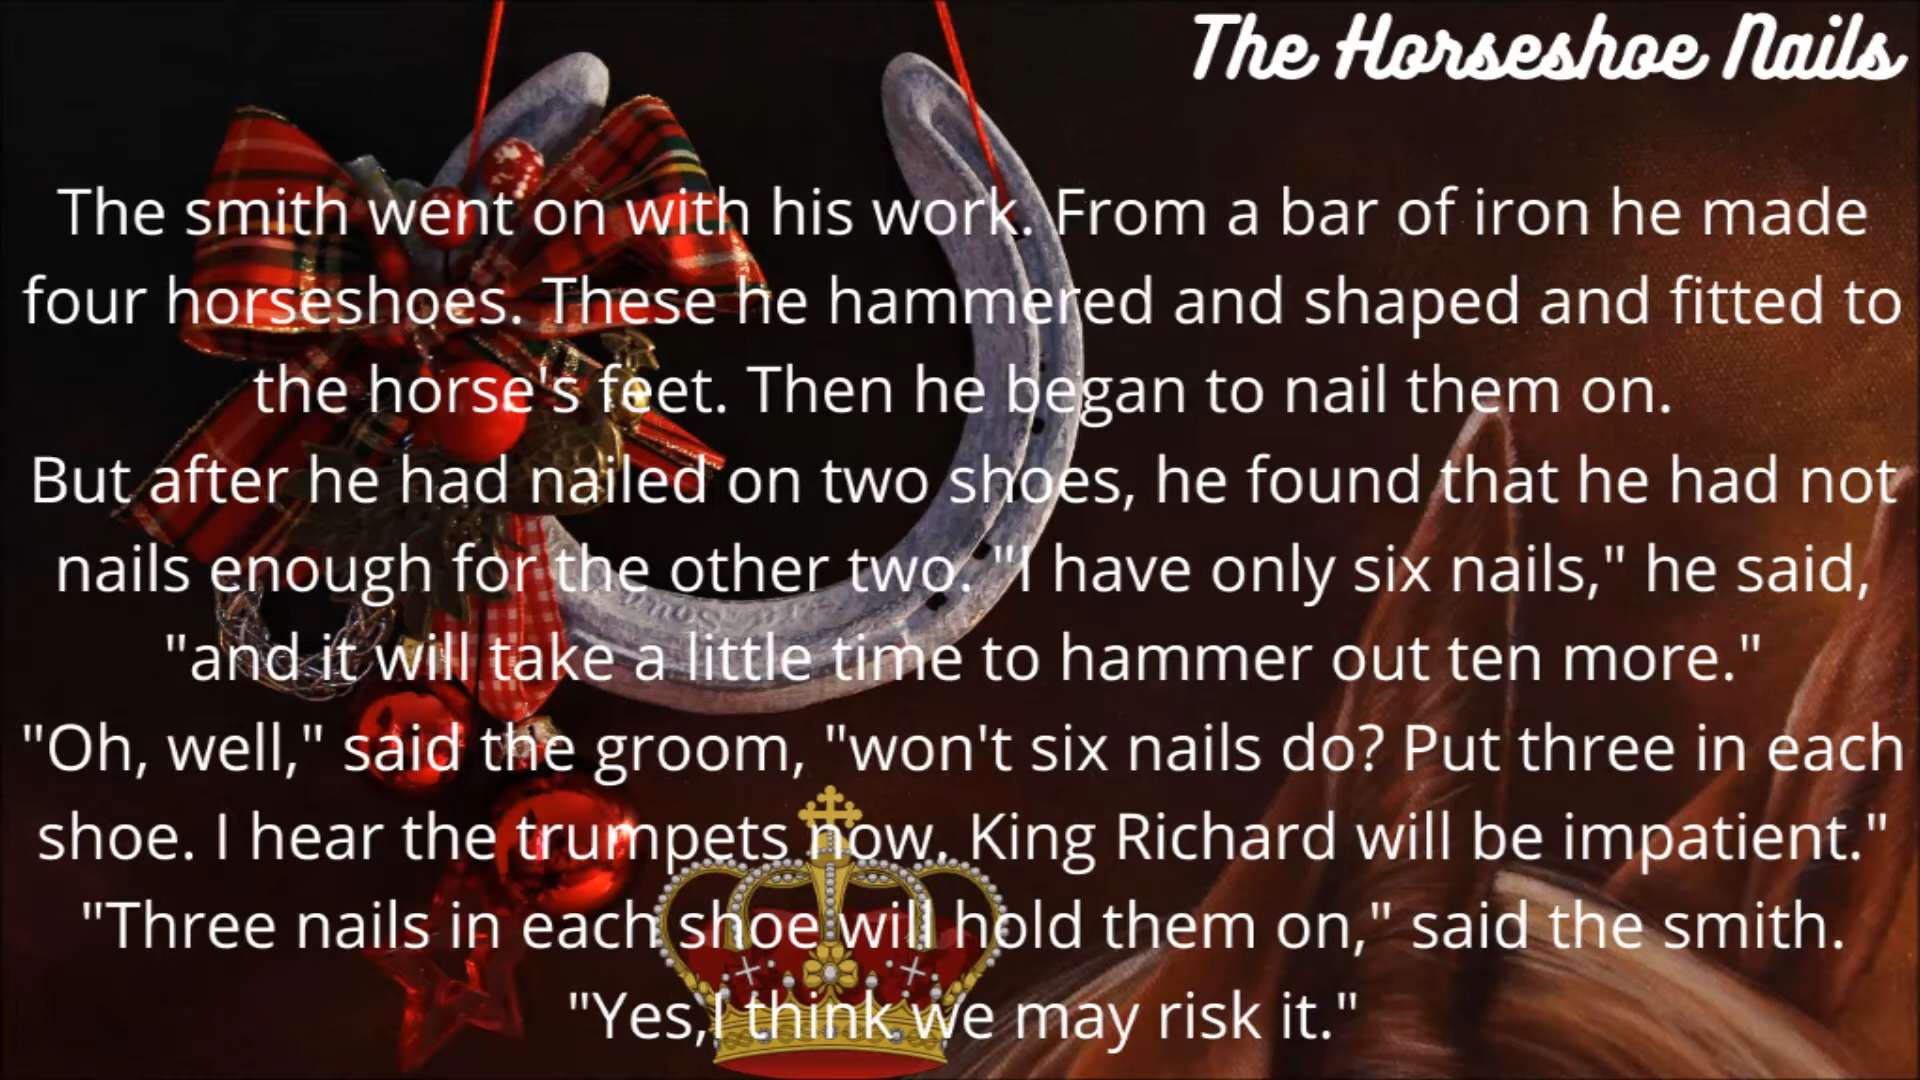 The Horseshoe Nails
The smith went on with his work. From a bar of iron he made
four horseshoes. These he hammered and shaped and fitted to
the horse's feet. Then he began to nail them on.
But after he had nailed on two shoes, he found that he had not
nails enough for the other two. "I have only six nails," he said,
"and it will take a little time to hammer out ten more."
"Oh, well," said the groom, "won't six nails do? Put three in each
shoe. I hear the trumpets now, King Richard will be impatient."
"Three nails in each shoe will hold them on," said the smith.
"Yes,I think we may risk it."